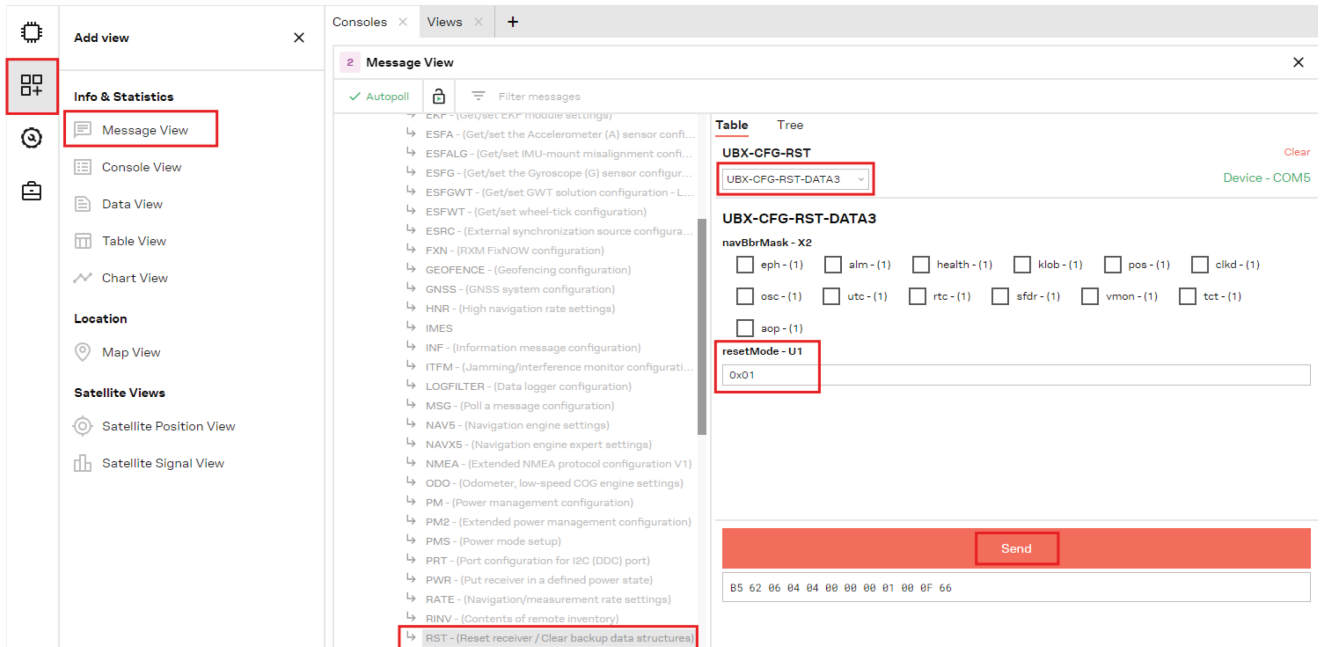 Consoles × Views × +
Add view ×
Info & Statistics
Message View
Console View
Data View
Table View
Chart View
Location
Map View
Satellite Views
Satellite Position View
Satellite Signal View
2 Message View ×
Autopoll Filter messages
EKF - (Get/set EKF module settings)
ESFA - (Get/set the Accelerometer (A) sensor confi...
ESFALG - (Get/set IMU-mount misalignment confi...
ESFG - (Get/set the Gyroscope (G) sensor configur...
ESFGWT - (Get/set GWT solution configuration - L...
ESFWT - (Get/set wheel-tick configuration)
ESRC - (External synchronization source configura...
FXN - (RXM FixNOW configuration)
GEOFENCE - (Geofencing configuration)
GNSS - (GNSS system configuration)
HNR - (High navigation rate settings)
IMES
INF - (Information message configuration)
ITFM - (Jamming/interference monitor configurati...
LOGFILTER - (Data logger configuration)
MSG - (Poll a message configuration)
NAV5 - (Navigation engine settings)
NAVX5 - (Navigation engine expert settings)
NMEA - (Extended NMEA protocol configuration V1)
ODO - (Odometer, low-speed COG engine settings)
PM - (Power management configuration)
PM2 - (Extended power management configuration)
PMS - (Power mode setup)
PRT - (Port configuration for I2C (DDC) port)
PWR - (Put receiver in a defined power state)
RATE - (Navigation/measurement rate settings)
RINV - (Contents of remote inventory)
RST - (Reset receiver / Clear backup data structures)
Table Tree
UBX-CFG-RST Clear
UBX-CFG-RST-DATA3 Device - COM5
UBX-CFG-RST-DATA3
navBbrMask - X2
eph - (1) alm - (1) health - (1) klob - (1) pos - (1) clkd - (1)
osc - (1) utc - (1) rtc - (1) sfdr - (1) vmon - (1) tct - (1)
aop - (1)
resetMode - U1
0x01
Send
B5 62 06 04 04 00 00 00 01 00 0F 66